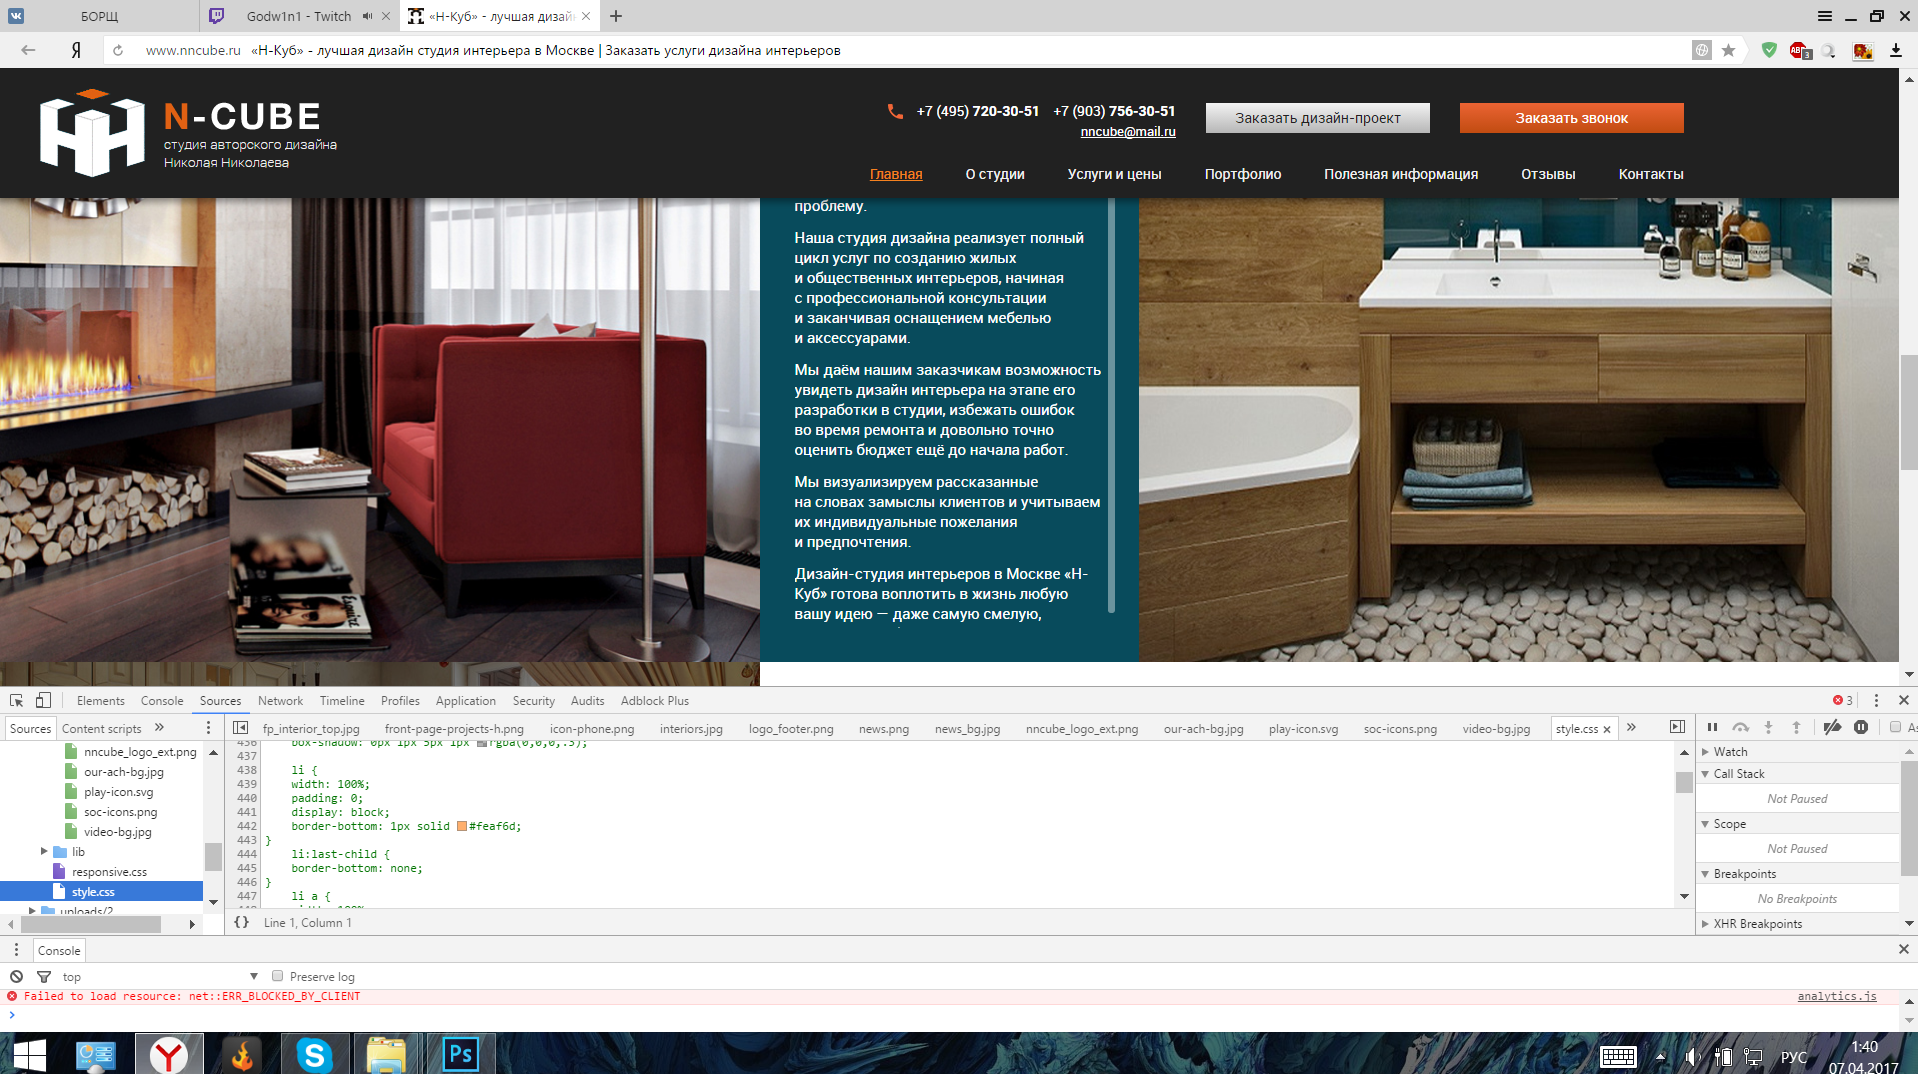 БОРЩ
Godw1n1 - Twitch
«Н-Куб» - лучшая дизай
Я
www.nncube.ru «Н-Куб» - лучшая дизайн студия интерьера в Москве | Заказать услуги дизайна интерьеров
ABP
3
N-CUBE
студия авторского дизайна
Николая Николаева
+7 (495) 720-30-51 +7 (903) 756-30-51
nncube@mail.ru
Заказать дизайн-проект
Заказать звонок
Главная О студии Услуги и цены Портфолио Полезная информация Отзывы Контакты
проблему.
Наша студия дизайна реализует полный
цикл услуг по созданию жилых
и общественных интерьеров, начиная
с профессиональной консультации
и заканчивая оснащением мебелью
и аксессуарами.
Мы даём нашим заказчикам возможность
увидеть дизайн интерьера на этапе его
разработки в студии, избежать ошибок
во время ремонта и довольно точно
оценить бюджет ещё до начала работ.
Мы визуализируем рассказанные
на словах замыслы клиентов и учитываем
их индивидуальные пожелания
и предпочтения.
Дизайн-студия интерьеров в Москве «Н-
Куб» готова воплотить в жизнь любую
вашу идею — даже самую смелую,
Esquire
Elements Console Sources Network Timeline Profiles Application Security Audits Adblock Plus
3
Sources Content scripts »
fp_interior_top.jpg front-page-projects-h.png icon-phone.png interiors.jpg logo_footer.png news.png news_bg.jpg nncube_logo_ext.png our-ach-bg.jpg play-icon.svg soc-icons.png video-bg.jpg style.css × »
As
nncube_logo_ext.png
our-ach-bg.jpg
play-icon.svg
soc-icons.png
video-bg.jpg
lib
responsive.css
style.css
uploads/2
436 box-shadow: 0px 1px 5px 1px rgba(0,0,0,.5);
437
438 li {
439 width: 100%;
440 padding: 0;
441 display: block;
442 border-bottom: 1px solid #feaf6d;
443 }
444 li:last-child {
445 border-bottom: none;
446 }
447 li a {
448 width: 100%
{} Line 1, Column 1
Watch
Call Stack
Not Paused
Scope
Not Paused
Breakpoints
No Breakpoints
XHR Breakpoints
Console
top
Preserve log
Failed to load resource: net::ERR_BLOCKED_BY_CLIENT
analytics.js
>
Y
S
Ps
РУС
1:40
07.04.2017